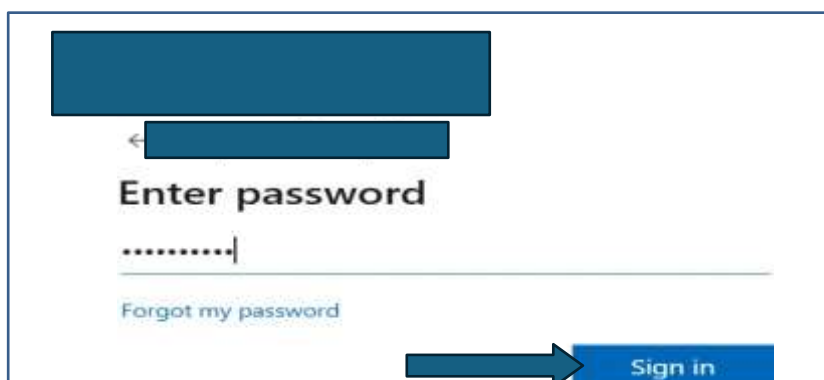 ←
Enter password
••••••••••
Forgot my password
Sign in